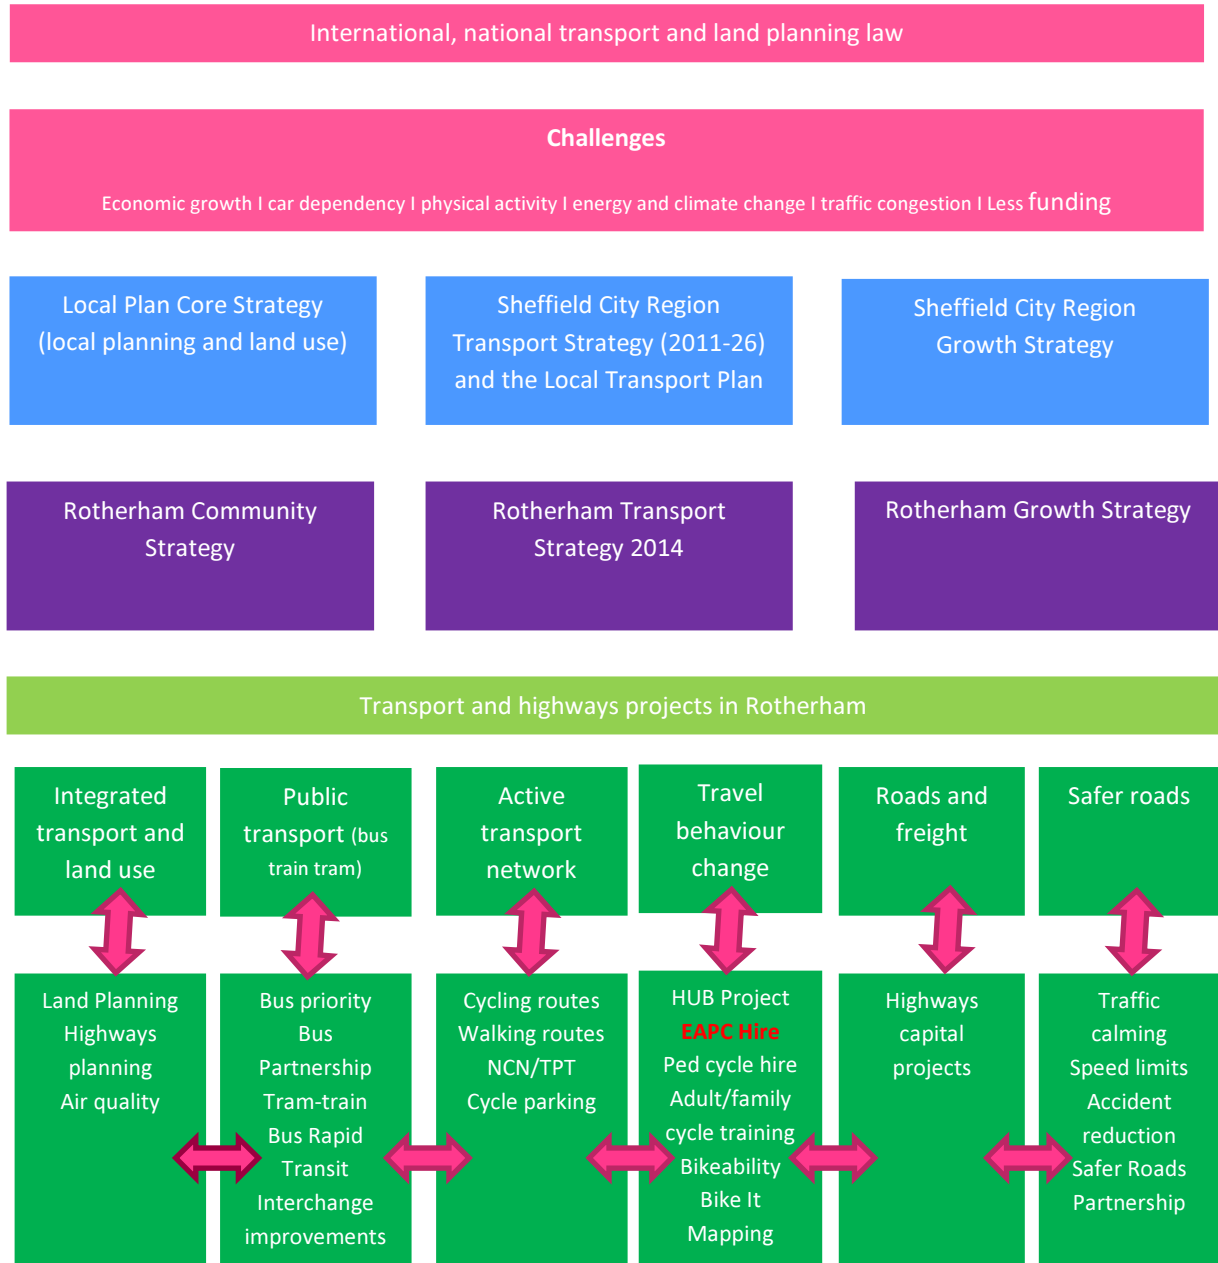 International, national transport and land planning law
Challenges
Economic growth I car dependency I physical activity I energy and climate change I traffic congestion I Less funding
Local Plan Core Strategy
(local planning and land use)
Sheffield City Region
Transport Strategy (2011-26)
and the Local Transport Plan
Sheffield City Region
Growth Strategy
Rotherham Community
Strategy
Rotherham Transport
Strategy 2014
Rotherham Growth Strategy
Transport and highways projects in Rotherham
Integrated
transport and
land use
Public
transport (bus
train tram)
Active
transport
network
Travel
behaviour
change
Roads and
freight
Safer roads
Land Planning
Highways
planning
Air quality
Bus priority
Bus
Partnership
Tram-train
Bus Rapid
Transit
Interchange
improvements
Cycling routes
Walking routes
NCN/TPT
Cycle parking
HUB Project
EAPC Hire
Ped cycle hire
Adult/family
cycle training
Bikeability
Bike It
Mapping
Highways
capital
projects
Traffic
calming
Speed limits
Accident
reduction
Safer Roads
Partnership